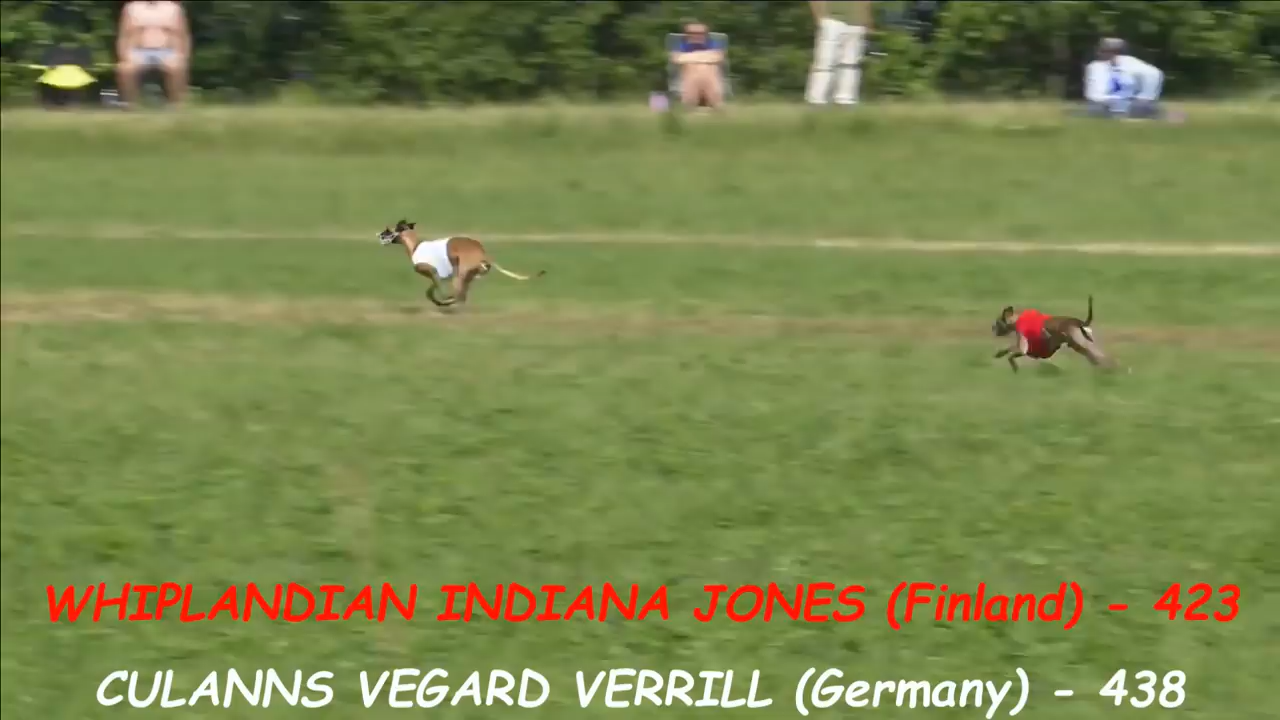 WHIPLANDIAN INDIANA JONES (Finland) - 423
CULANNS VEGARD VERRILL (Germany) - 438